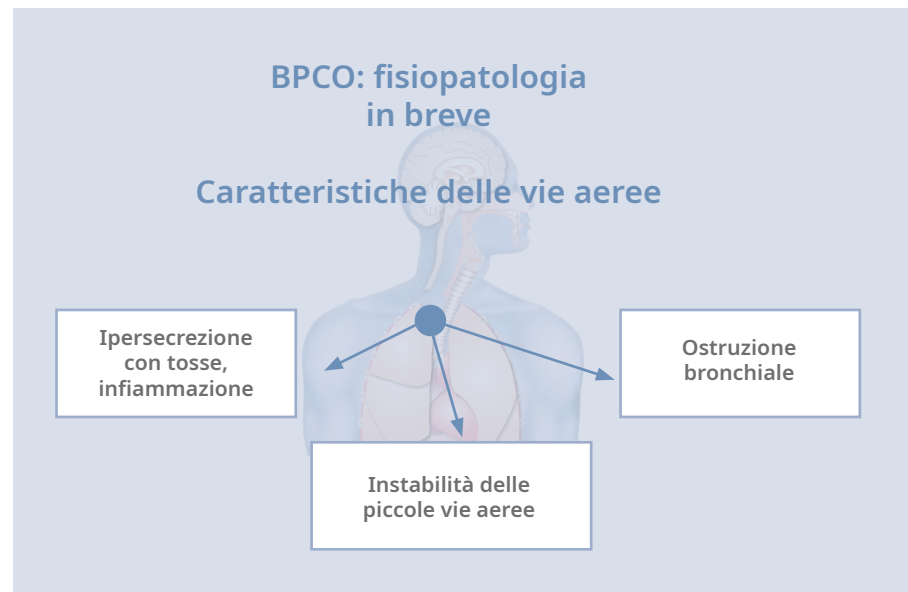 BPCO: fisiopatologia
in breve
Caratteristiche delle vie aeree
Ipersecrezione
con tosse,
infiammazione
Ostruzione
bronchiale
Instabilità delle
piccole vie aeree